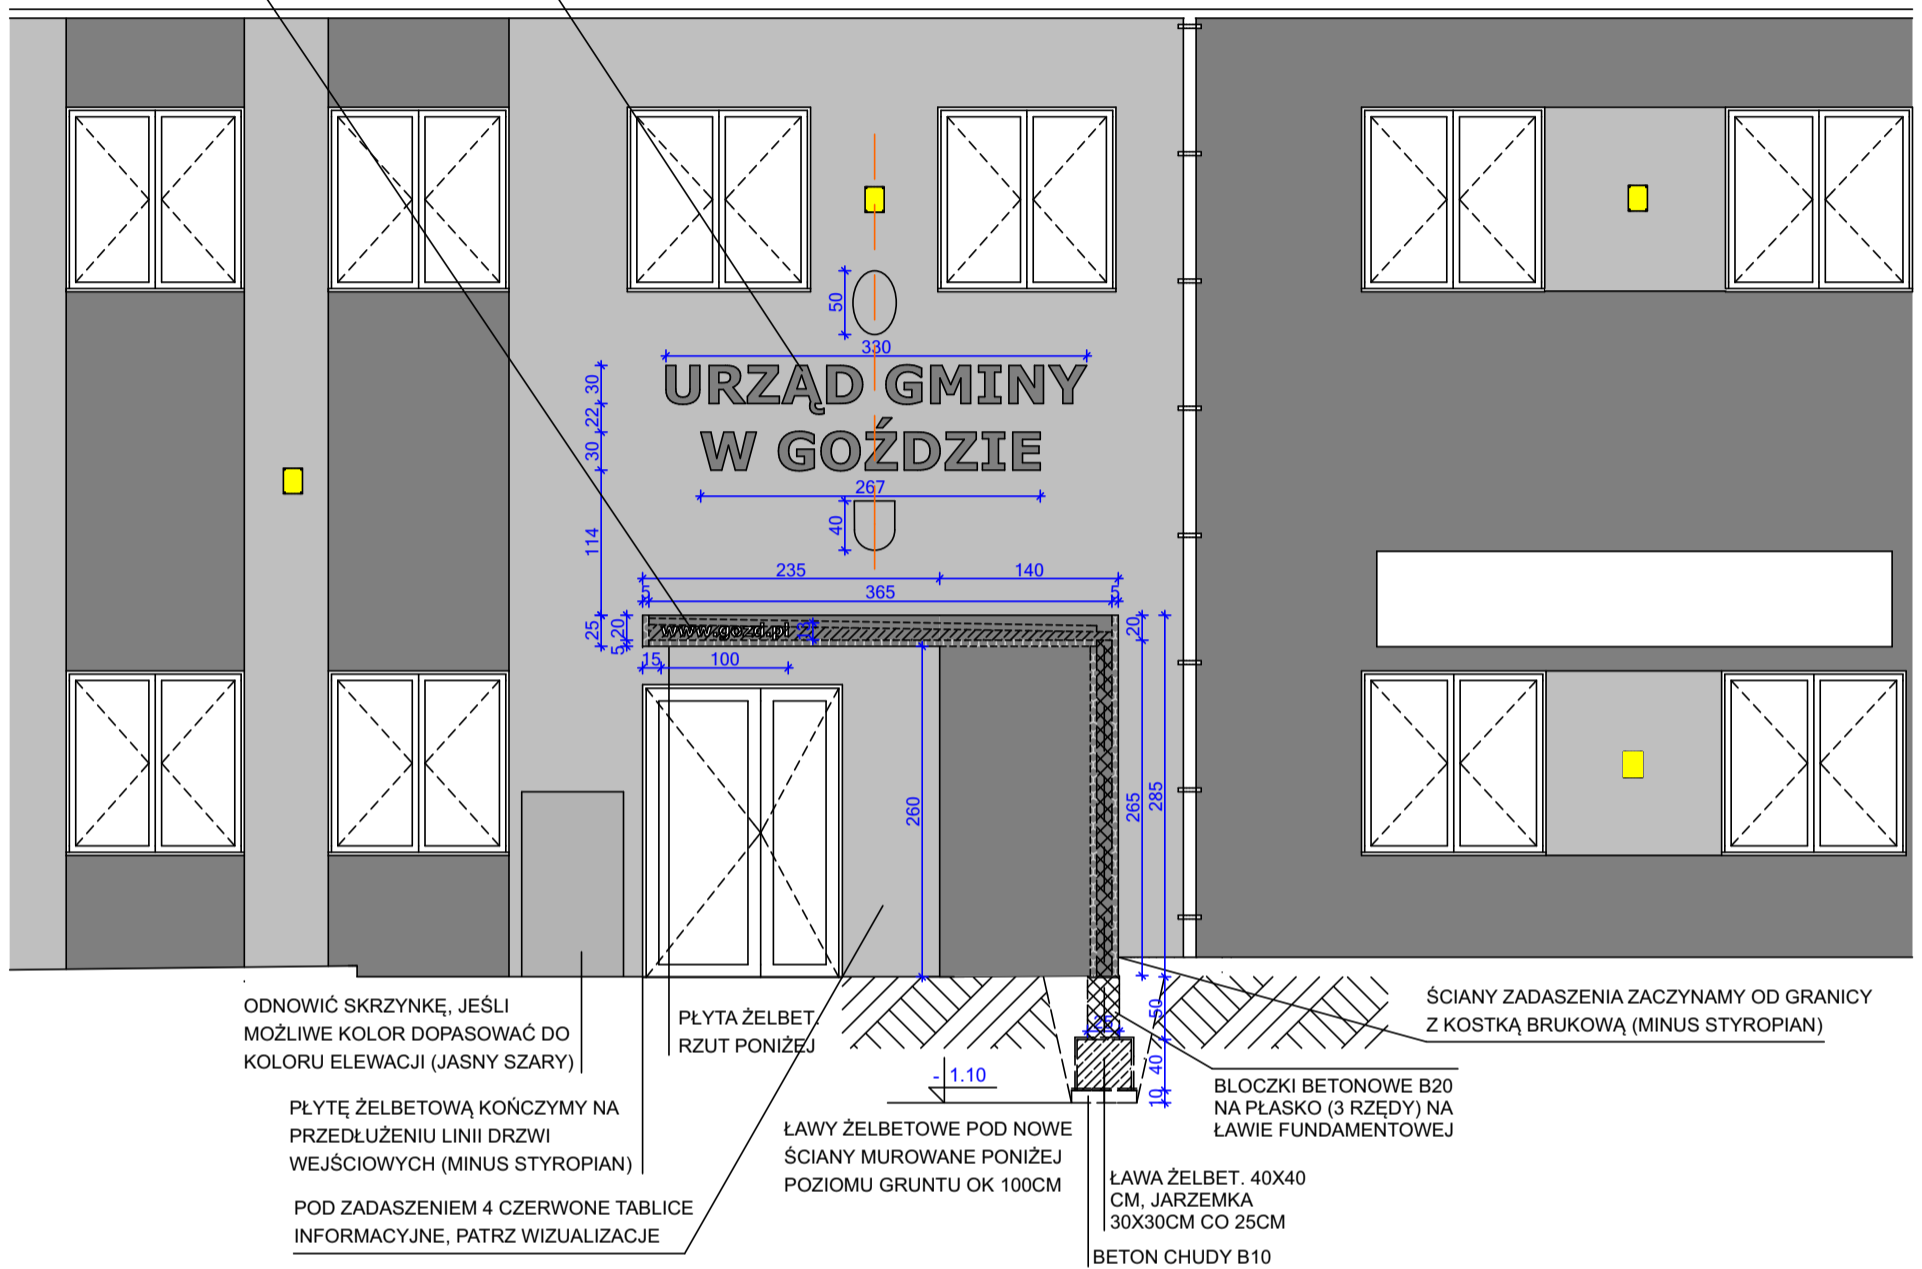 50
330
URZĄD GMINY
30
22
W GOŹDZIE
30
267
40
114
235
140
5
365
5
25
20
5
www.gozd.pl
13
20
15
100
260
265
285
ODNOWIĆ SKRZYNKĘ, JEŚLI
MOŻLIWE KOLOR DOPASOWAĆ DO
KOLORU ELEWACJI (JASNY SZARY)
PŁYTA ŻELBET.
RZUT PONIŻEJ
25
50
40
10
- 1.10
ŚCIANY ZADASZENIA ZACZYNAMY OD GRANICY
Z KOSTKĄ BRUKOWĄ (MINUS STYROPIAN)
PŁYTĘ ŻELBETOWĄ KOŃCZYMY NA
PRZEDŁUŻENIU LINII DRZWI
WEJŚCIOWYCH (MINUS STYROPIAN)
ŁAWY ŻELBETOWE POD NOWE
ŚCIANY MUROWANE PONIŻEJ
POZIOMU GRUNTU OK 100CM
BLOCZKI BETONOWE B20
NA PŁASKO (3 RZĘDY) NA
ŁAWIE FUNDAMENTOWEJ
POD ZADASZENIEM 4 CZERWONE TABLICE
INFORMACYJNE, PATRZ WIZUALIZACJE
ŁAWA ŻELBET. 40X40
CM, JARZEMKA
30X30CM CO 25CM
BETON CHUDY B10